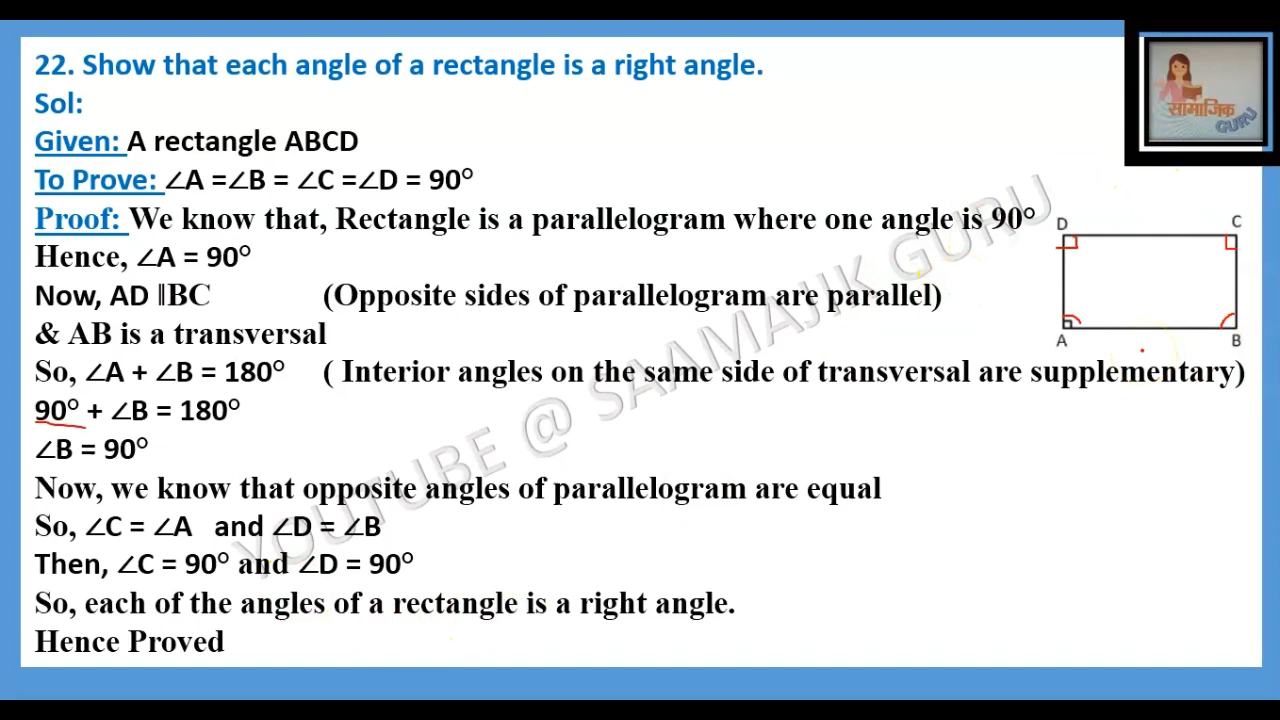 22. Show that each angle of a rectangle is a right angle.
Sol:
Given: A rectangle ABCD
To Prove: ∠A =∠B = ∠C =∠D = 90°
Proof: We know that, Rectangle is a parallelogram where one angle is 90°
Hence, ∠A = 90°
Now, AD ∥BC (Opposite sides of parallelogram are parallel)
& AB is a transversal
So, ∠A + ∠B = 180° ( Interior angles on the same side of transversal are supplementary)
90° + ∠B = 180°
∠B = 90°
Now, we know that opposite angles of parallelogram are equal
So, ∠C = ∠A and ∠D = ∠B
Then, ∠C = 90° and ∠D = 90°
So, each of the angles of a rectangle is a right angle.
Hence Proved
D C
A B
सामाजिक
GURU
YOUTUBE @ SAAMAJIK GURU